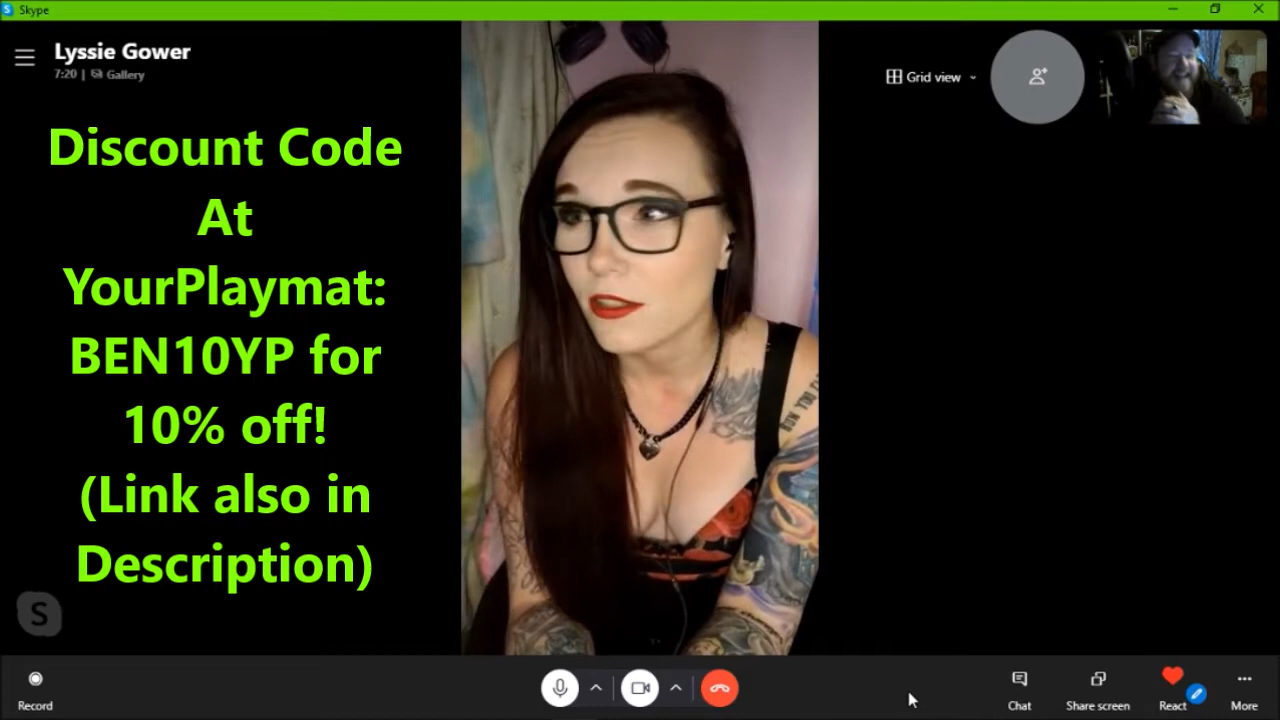 Skype
Lyssie Gower
7:20 | Gallery
Grid view
Discount Code
At
YourPlaymat:
BEN10YP for
10% off!
(Link also in
Description)
S
Record
Chat
Share screen
React
More